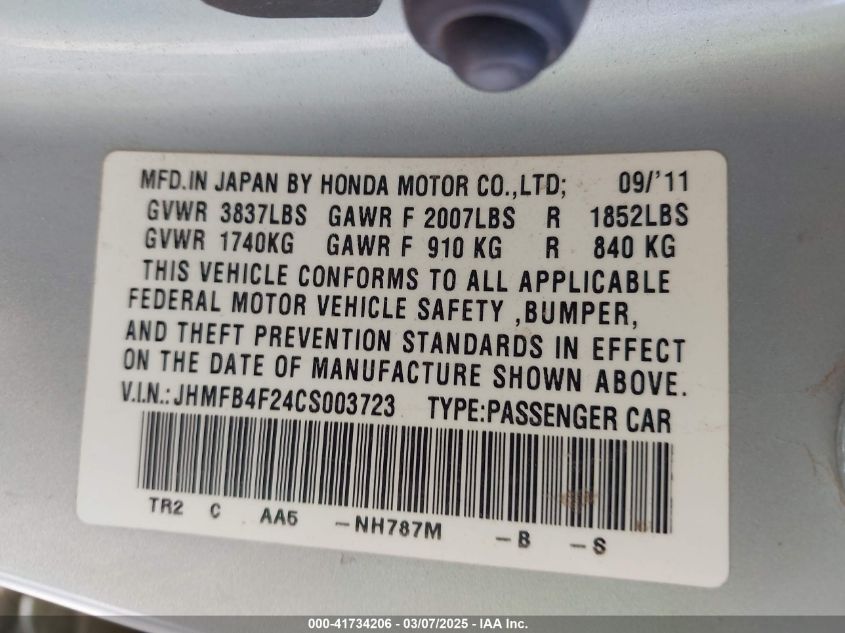 MFD.IN JAPAN BY HONDA MOTOR CO.,LTD; 09/'11
GVWR 3837LBS GAWR F 2007LBS R 1852LBS
GVWR 1740KG GAWR F 910 KG R 840 KG
THIS VEHICLE CONFORMS TO ALL APPLICABLE
FEDERAL MOTOR VEHICLE SAFETY ,BUMPER,
AND THEFT PREVENTION STANDARDS IN EFFECT
ON THE DATE OF MANUFACTURE SHOWN ABOVE.
V.I.N.:JHMFB4F24CS003723 TYPE:PASSENGER CAR
TR2 C AA5 -NH787M -B -S
000-41734206 - 03/07/2025 - IAA Inc.